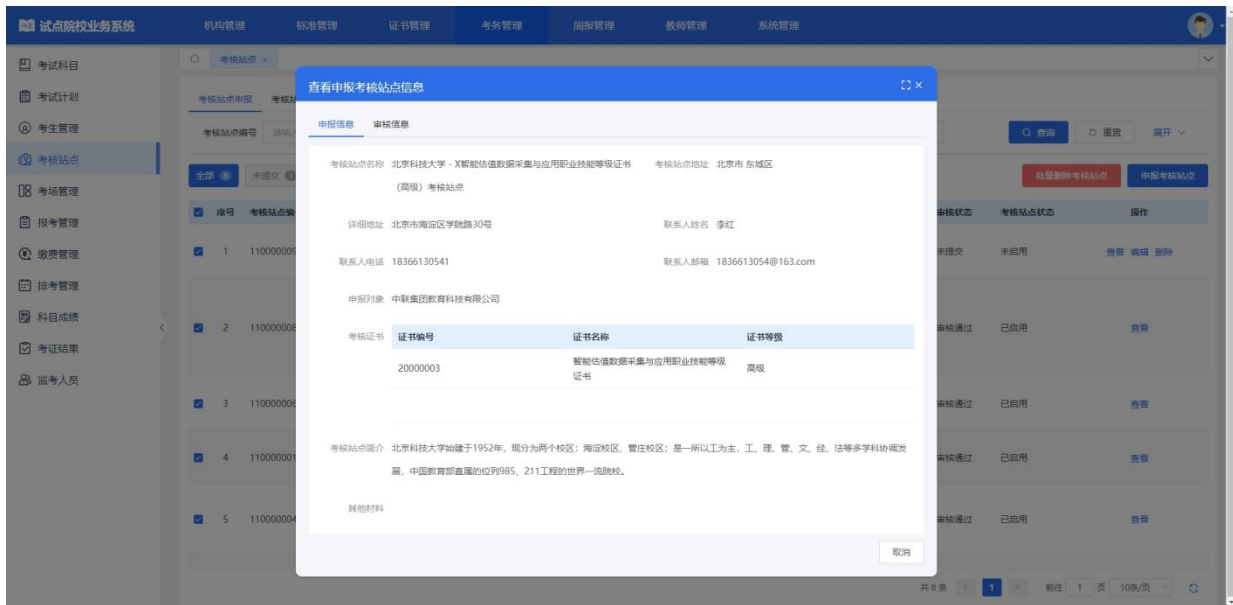 试点院校业务系统
机构管理 标准管理 证书管理 考务管理 周报管理 教师管理 系统管理
考试科目
考试计划
考生管理
考核站点
考场管理
报考管理
缴费管理
排考管理
科目成绩
考证结果
监考人员
考核站点 ×
考核站点申报 考核站
考核站点编号 请输入
查询 重置 展开
全部 8 未提交
批量删除考核站点 申报考核站点
序号 考核站点编 审核状态 考核站点状态 操作
1 11000009 未提交 未启用 查看 编辑 删除
2 11000008 审核通过 已启用 查看
3 11000006 审核通过 已启用 查看
4 11000001 审核通过 已启用 查看
5 11000004 审核通过 已启用 查看
共8条 1 前往 1 页 10条/页
查看申报考核站点信息
申报信息 审核信息
考核站点名称 北京科技大学 - X智能估值数据采集与应用职业技能等级证书 考核站点地址 北京市 东城区
(高级)考核站点
详细地址 北京市海淀区学院路30号 联系人姓名 李红
联系人电话 18366130541 联系人邮箱 1836613054@163.com
申报对象 中联集团教育科技有限公司
考核证书 证书编号 证书名称 证书等级
20000003 智能估值数据采集与应用职业技能等级 高级
证书
考核站点简介 北京科技大学始建于1952年,现分为两个校区:海淀校区、管庄校区;是一所以工为主,工、理、管、文、经、法等多学科协调发
展,中国教育部直属的位列985、211工程的世界一流院校。
其他材料
取消